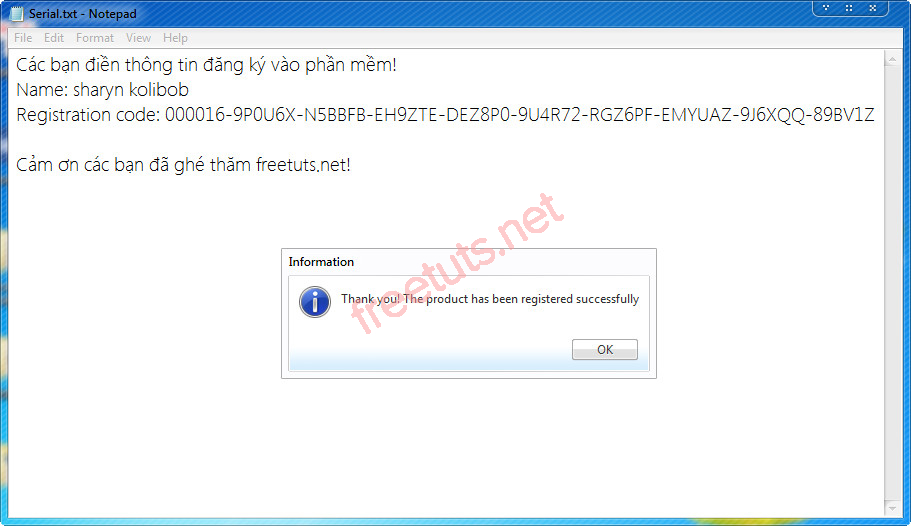 Serial.txt - Notepad
File Edit Format View Help
Các bạn điền thông tin đăng ký vào phần mềm!
Name: sharyn kolibob
Registration code: 000016-9P0U6X-N5BBFB-EH9ZTE-DEZ8P0-9U4R72-RGZ6PF-EMYUAZ-9J6XQQ-89BV1Z
Cảm ơn các bạn đã ghé thăm freetuts.net!
freetuts.net
Information
Thank you! The product has been registered successfully
OK